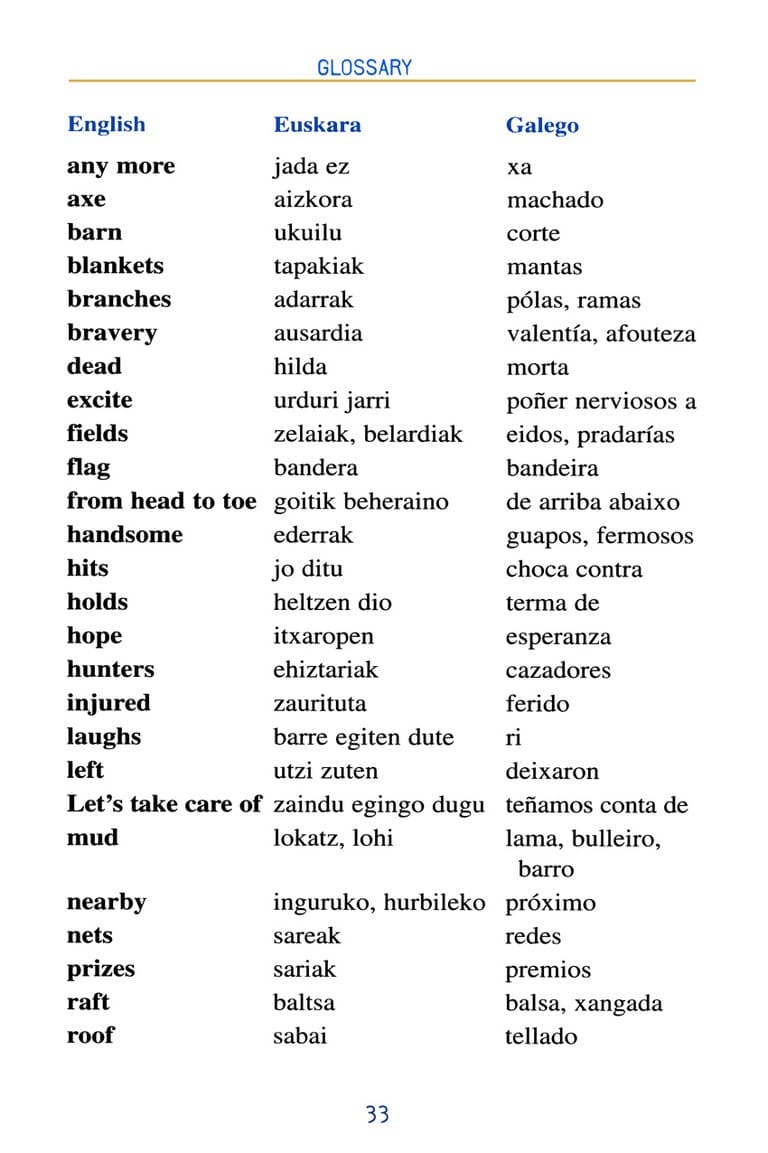 GLOSSARY
English Euskara Galego
any more jada ez xa
axe aizkora machado
barn ukuilu corte
blankets tapakiak mantas
branches adarrak pólas, ramas
bravery ausardia valentía, afouteza
dead hilda morta
excite urduri jarri poñer nerviosos a
fields zelaiak, belardiak eidos, pradarías
flag bandera bandeira
from head to toe goitik beheraino de arriba abaixo
handsome ederrak guapos, fermosos
hits jo ditu choca contra
holds heltzen dio terma de
hope itxaropen esperanza
hunters ehiztariak cazadores
injured zaurituta ferido
laughs barre egiten dute ri
left utzi zuten deixaron
Let's take care of zaindu egingo dugu teñamos conta de
mud lokatz, lohi lama, bulleiro,
barro
nearby inguruko, hurbileko próximo
nets sareak redes
prizes sariak premios
raft baltsa balsa, xangada
roof sabai tellado
33